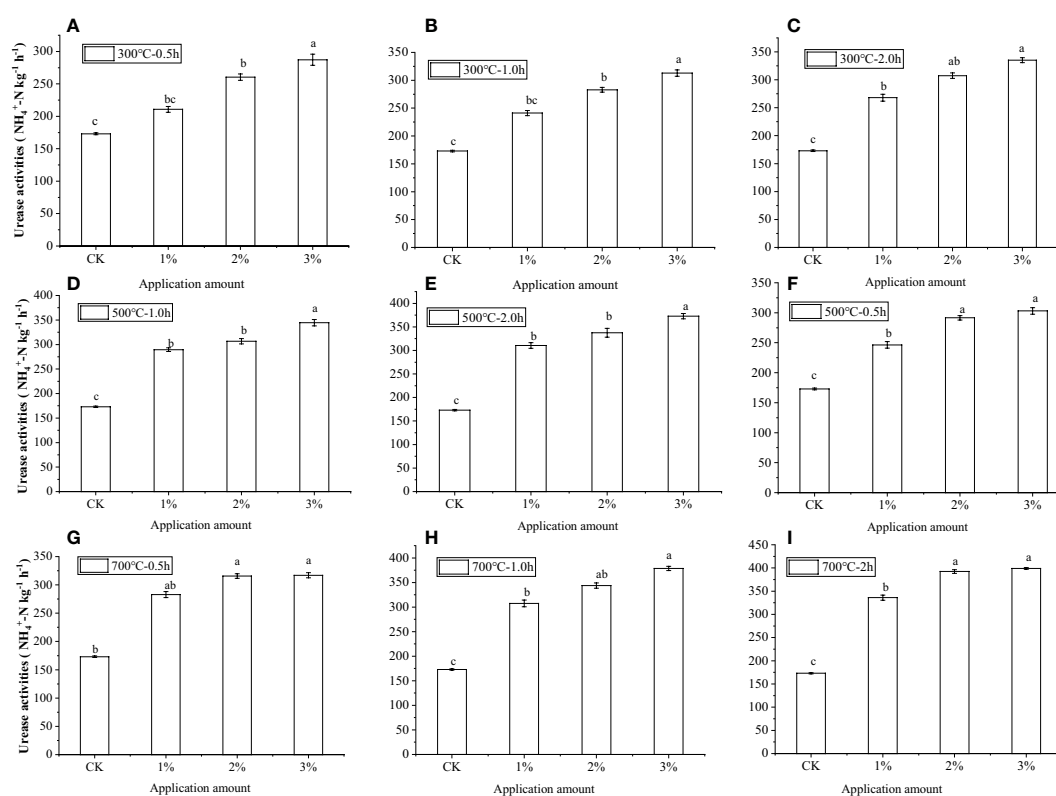 A
Urease activities ( NH₄⁺-N kg⁻¹ h⁻¹)
300
250
200
150
100
50
0
300℃-0.5h
c
bc
b
a
CK 1% 2% 3%
Application amount
B
350
300
250
200
150
100
50
0
300℃-1.0h
c
bc
b
a
CK 1% 2% 3%
Application amount
C
350
300
250
200
150
100
50
0
300℃-2.0h
c
b
ab
a
CK 1% 2% 3%
Application amount
D
Urease activities ( NH₄⁺-N kg⁻¹ h⁻¹)
400
350
300
250
200
150
100
50
0
500℃-1.0h
c
b
b
a
CK 1% 2% 3%
Application amount
E
400
350
300
250
200
150
100
50
0
500℃-2.0h
c
b
b
a
CK 1% 2% 3%
Application amount
F
350
300
250
200
150
100
50
0
500℃-0.5h
c
b
a
a
CK 1% 2% 3%
Application amount
G
Urease activities ( NH₄⁺-N kg⁻¹ h⁻¹)
350
300
250
200
150
100
50
0
700℃-0.5h
b
ab
a
a
CK 1% 2% 3%
Application amount
H
400
350
300
250
200
150
100
50
0
700℃-1.0h
c
b
ab
a
CK 1% 2% 3%
Application amount
I
450
400
350
300
250
200
150
100
50
0
700℃-2h
c
b
a
a
CK 1% 2% 3%
Application amount